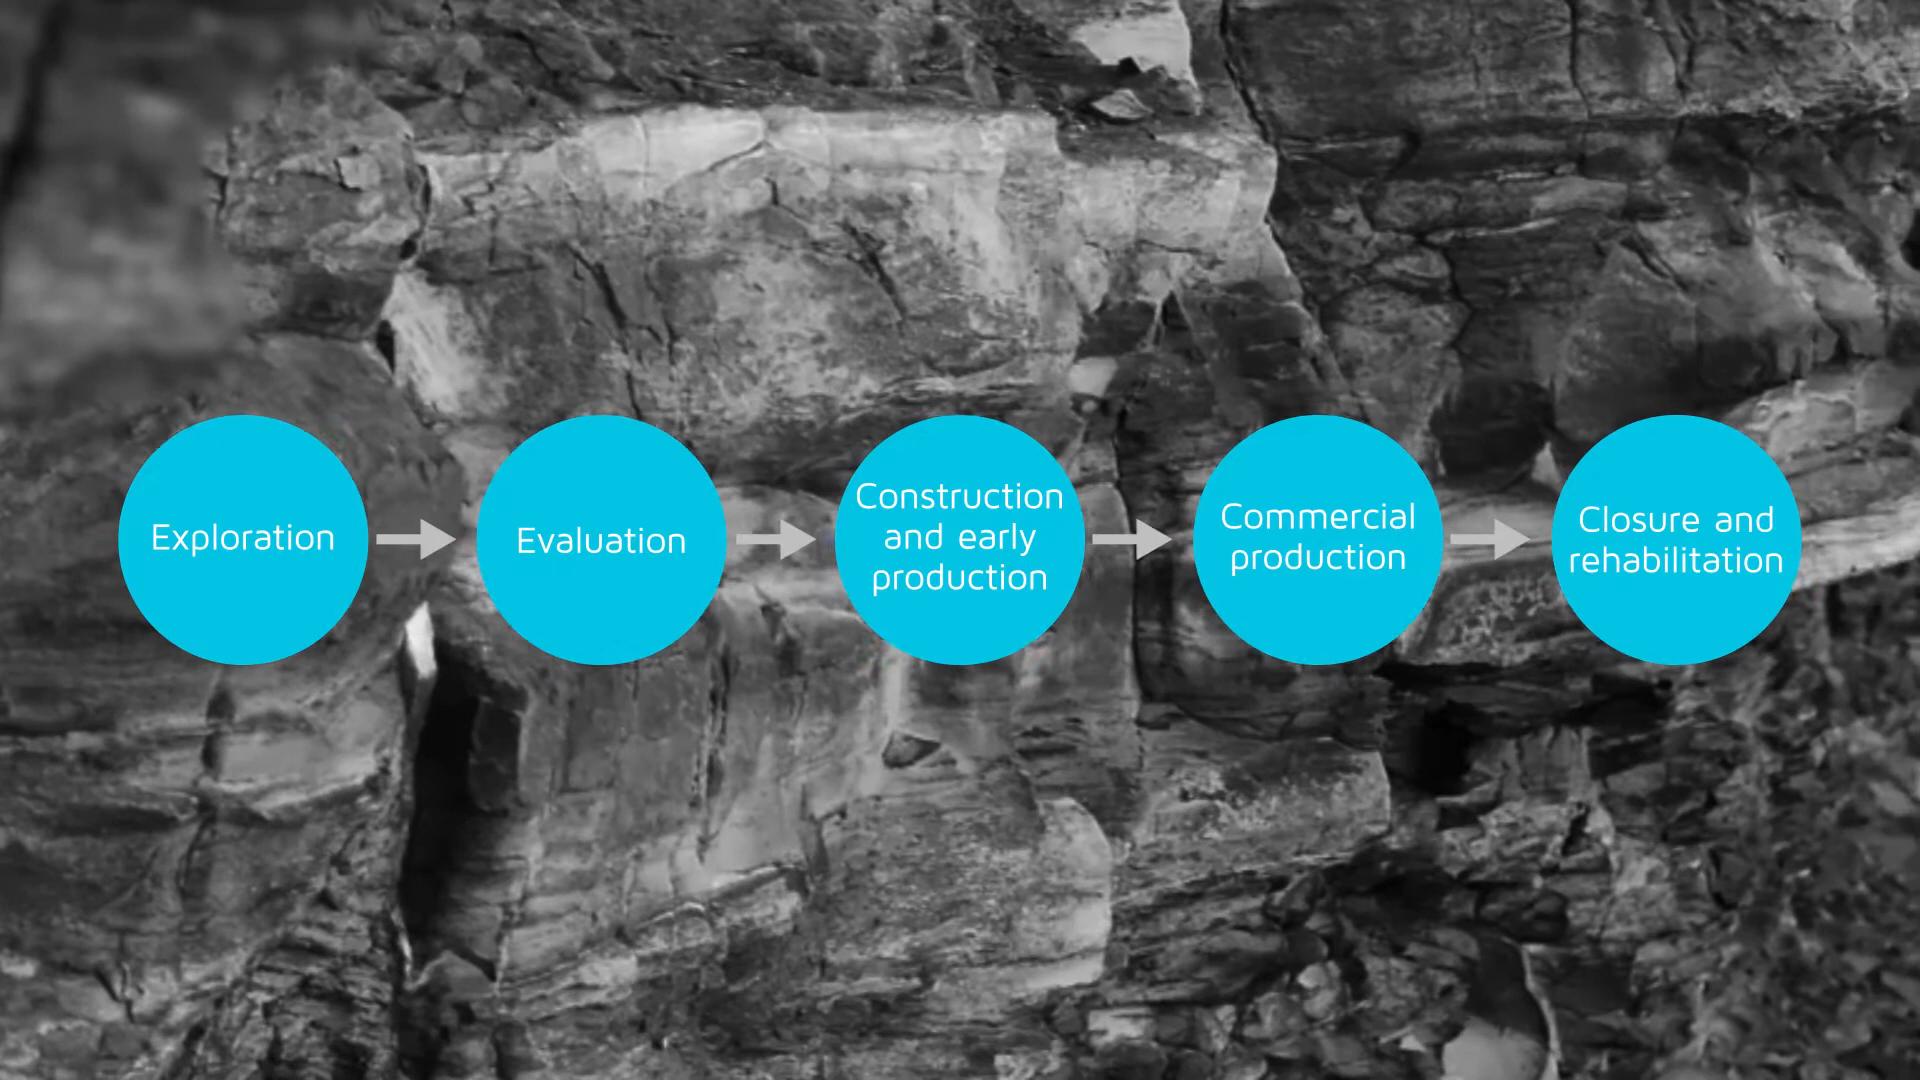 Exploration
Evaluation
Construction
and early
production
Commercial
production
Closure and
rehabilitation